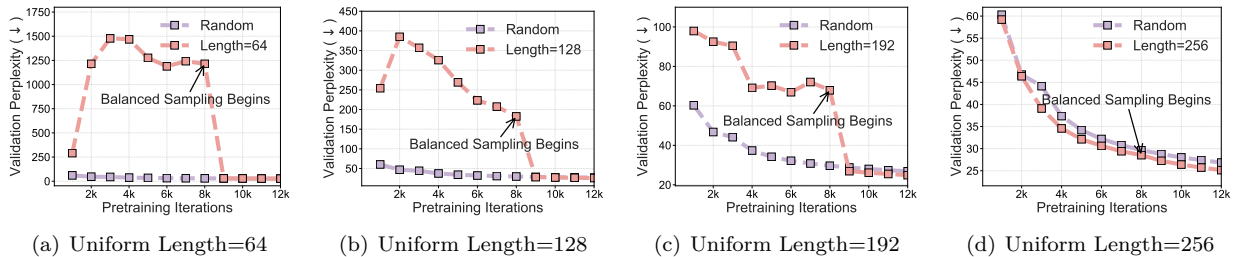 Validation Perplexity (↓)
1750
1500
1250
1000
750
500
250
0
Random
Length=64
Balanced Sampling Begins
2k 4k 6k 8k 10k 12k
Pretraining Iterations
(a) Uniform Length=64
Validation Perplexity (↓)
450
400
350
300
250
200
150
100
50
Random
Length=128
Balanced Sampling Begins
2k 4k 6k 8k 10k 12k
Pretraining Iterations
(b) Uniform Length=128
Validation Perplexity (↓)
100
80
60
40
20
Random
Length=192
Balanced Sampling Begins
2k 4k 6k 8k 10k 12k
Pretraining Iterations
(c) Uniform Length=192
Validation Perplexity (↓)
60
55
50
45
40
35
30
25
Random
Length=256
Balanced Sampling Begins
2k 4k 6k 8k 10k 12k
Pretraining Iterations
(d) Uniform Length=256